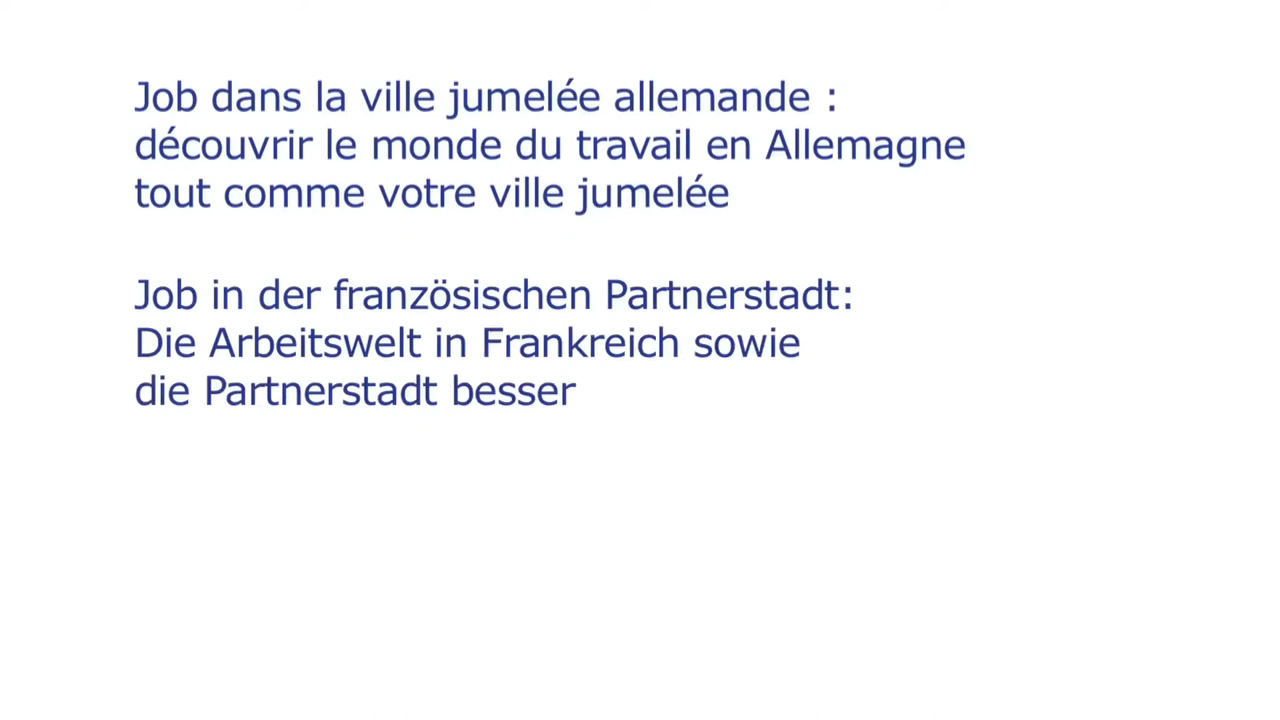 Job dans la ville jumelée allemande :
découvrir le monde du travail en Allemagne
tout comme votre ville jumelée
Job in der französischen Partnerstadt:
Die Arbeitswelt in Frankreich sowie
die Partnerstadt besser